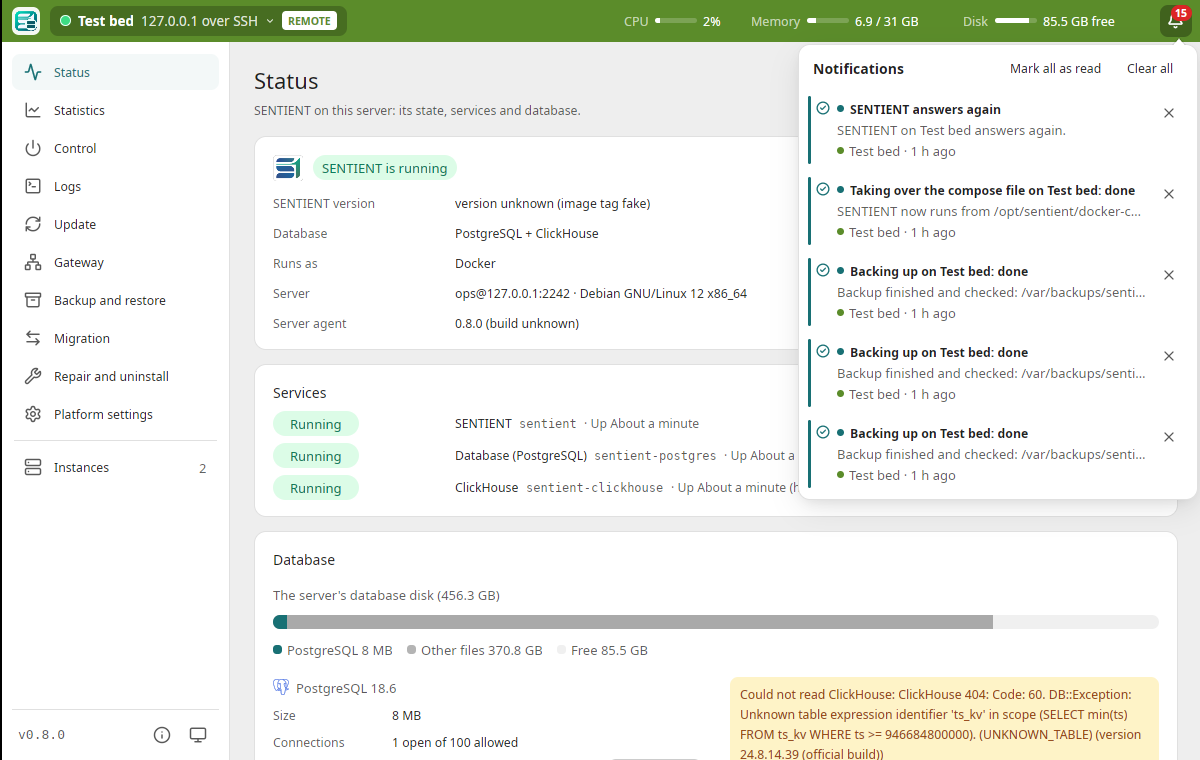 Test bed 127.0.0.1 over SSH REMOTE
CPU 2%
Memory 6.9 / 31 GB
Disk 85.5 GB free
15
Status
Statistics
Control
Logs
Update
Gateway
Backup and restore
Migration
Repair and uninstall
Platform settings
Instances 2
v0.8.0
Status
SENTIENT on this server: its state, services and database.
SENTIENT is running
SENTIENT version version unknown (image tag fake)
Database PostgreSQL + ClickHouse
Runs as Docker
Server ops@127.0.0.1:2242 · Debian GNU/Linux 12 x86_64
Server agent 0.8.0 (build unknown)
Services
Running SENTIENT sentient · Up About a minute
Running Database (PostgreSQL) sentient-postgres · Up About a
Running ClickHouse sentient-clickhouse · Up About a minute (h
Database
The server's database disk (456.3 GB)
PostgreSQL 8 MB Other files 370.8 GB Free 85.5 GB
PostgreSQL 18.6
Size 8 MB
Connections 1 open of 100 allowed
Could not read ClickHouse: ClickHouse 404: Code: 60. DB::Exception:
Unknown table expression identifier 'ts_kv' in scope (SELECT min(ts)
FROM ts_kv WHERE ts >= 946684800000). (UNKNOWN_TABLE) (version
24.8.14.39 (official build))
Notifications Mark all as read Clear all
SENTIENT answers again
SENTIENT on Test bed answers again.
Test bed · 1 h ago
Taking over the compose file on Test bed: done
SENTIENT now runs from /opt/sentient/docker-c...
Test bed · 1 h ago
Backing up on Test bed: done
Backup finished and checked: /var/backups/senti...
Test bed · 1 h ago
Backing up on Test bed: done
Backup finished and checked: /var/backups/senti...
Test bed · 1 h ago
Backing up on Test bed: done
Backup finished and checked: /var/backups/senti...
Test bed · 1 h ago